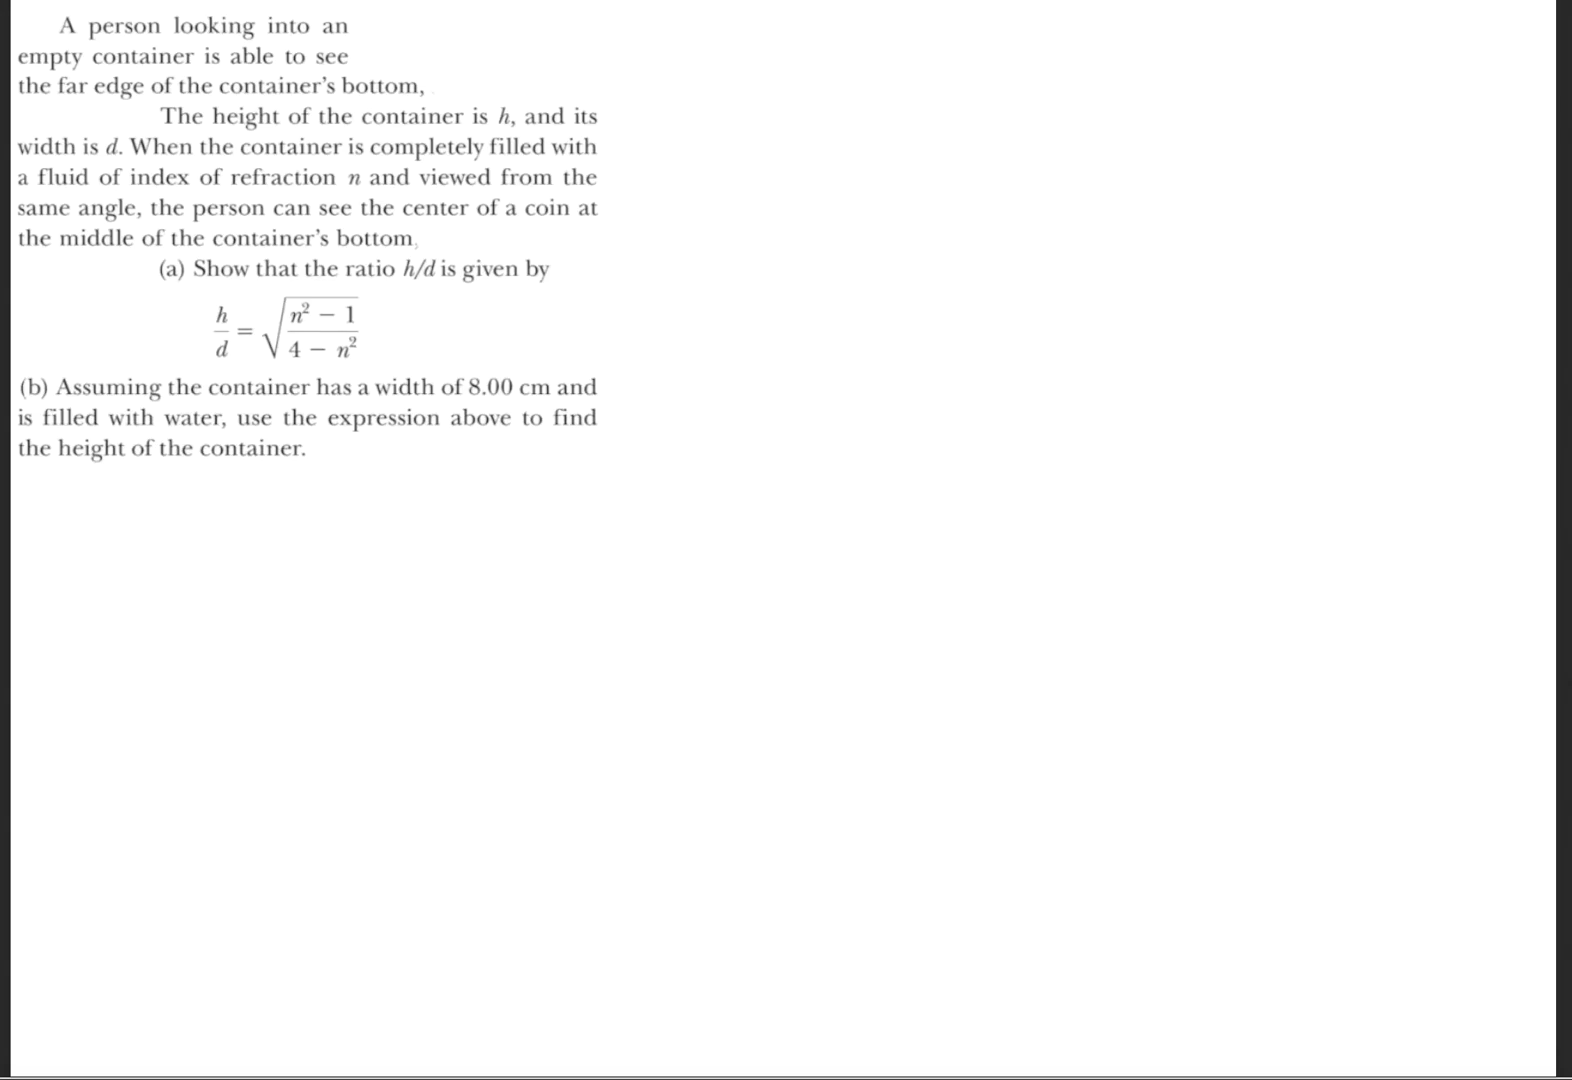 A person looking into an
empty container is able to see
the far edge of the container’s bottom,
The height of the container is h, and its
width is d. When the container is completely filled with
a fluid of index of refraction n and viewed from the
same angle, the person can see the center of a coin at
the middle of the container’s bottom,
(a) Show that the ratio h/d is given by
h/d = √((n² − 1)/(4 − n²))
(b) Assuming the container has a width of 8.00 cm and
is filled with water, use the expression above to find
the height of the container.